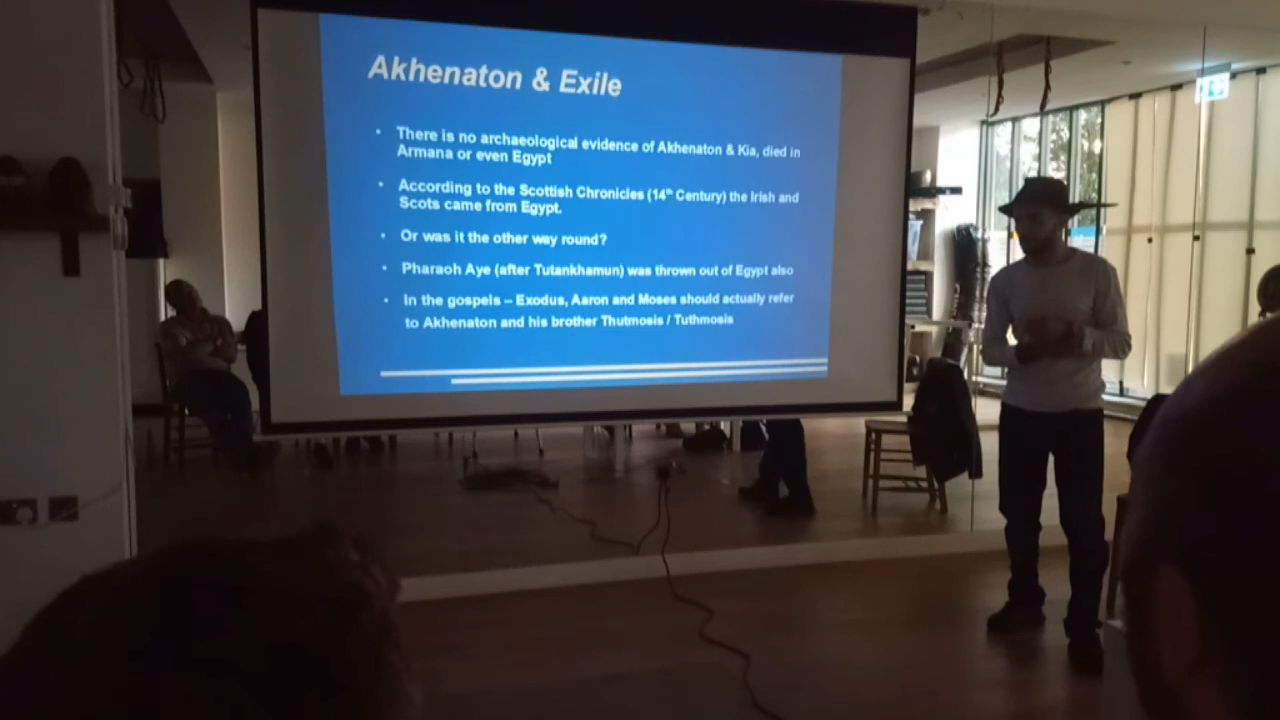 Akhenaton & Exile
• There is no archaeological evidence of Akhenaton & Kia, died in
Armana or even Egypt
• According to the Scottish Chronicles (14th Century) the Irish and
Scots came from Egypt.
• Or was it the other way round?
• Pharaoh Aye (after Tutankhamun) was thrown out of Egypt also
• In the gospels – Exodus, Aaron and Moses should actually refer
to Akhenaton and his brother Thutmosis / Tuthmosis